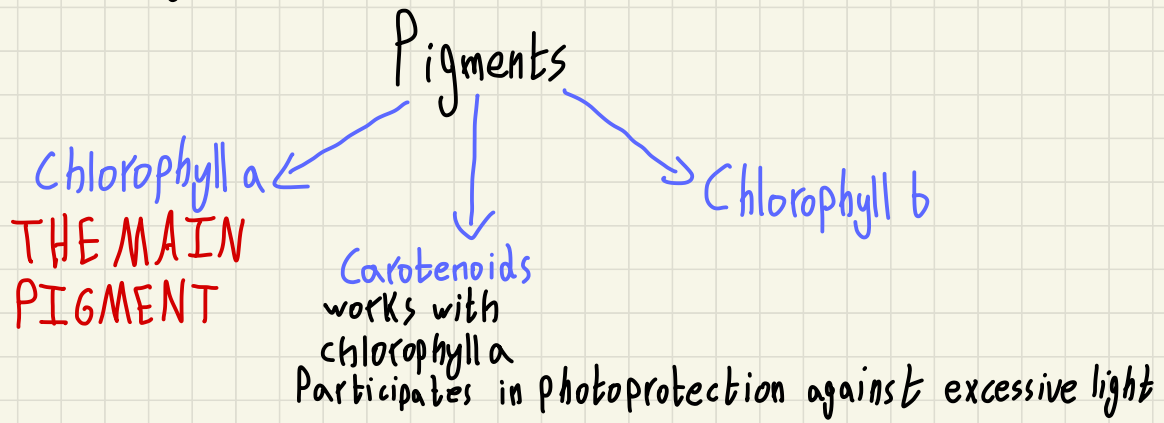 Pigments
Chlorophyll a
THE MAIN
PIGMENT
Carotenoids
works with
chlorophyll a
Participates in photoprotection against excessive light
Chlorophyll b